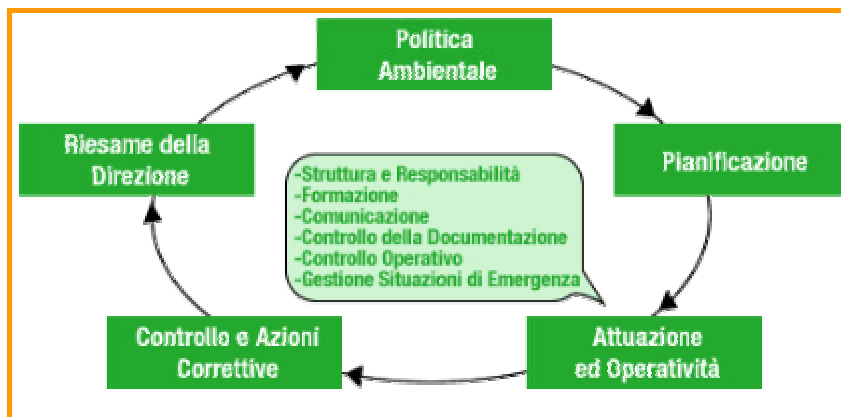 Politica
Ambientale
Riesame della
Direzione
Pianificazione
-Struttura e Responsabilità
-Formazione
-Comunicazione
-Controllo della Documentazione
-Controllo Operativo
-Gestione Situazioni di Emergenza
Controllo e Azioni
Correttive
Attuazione
ed Operatività